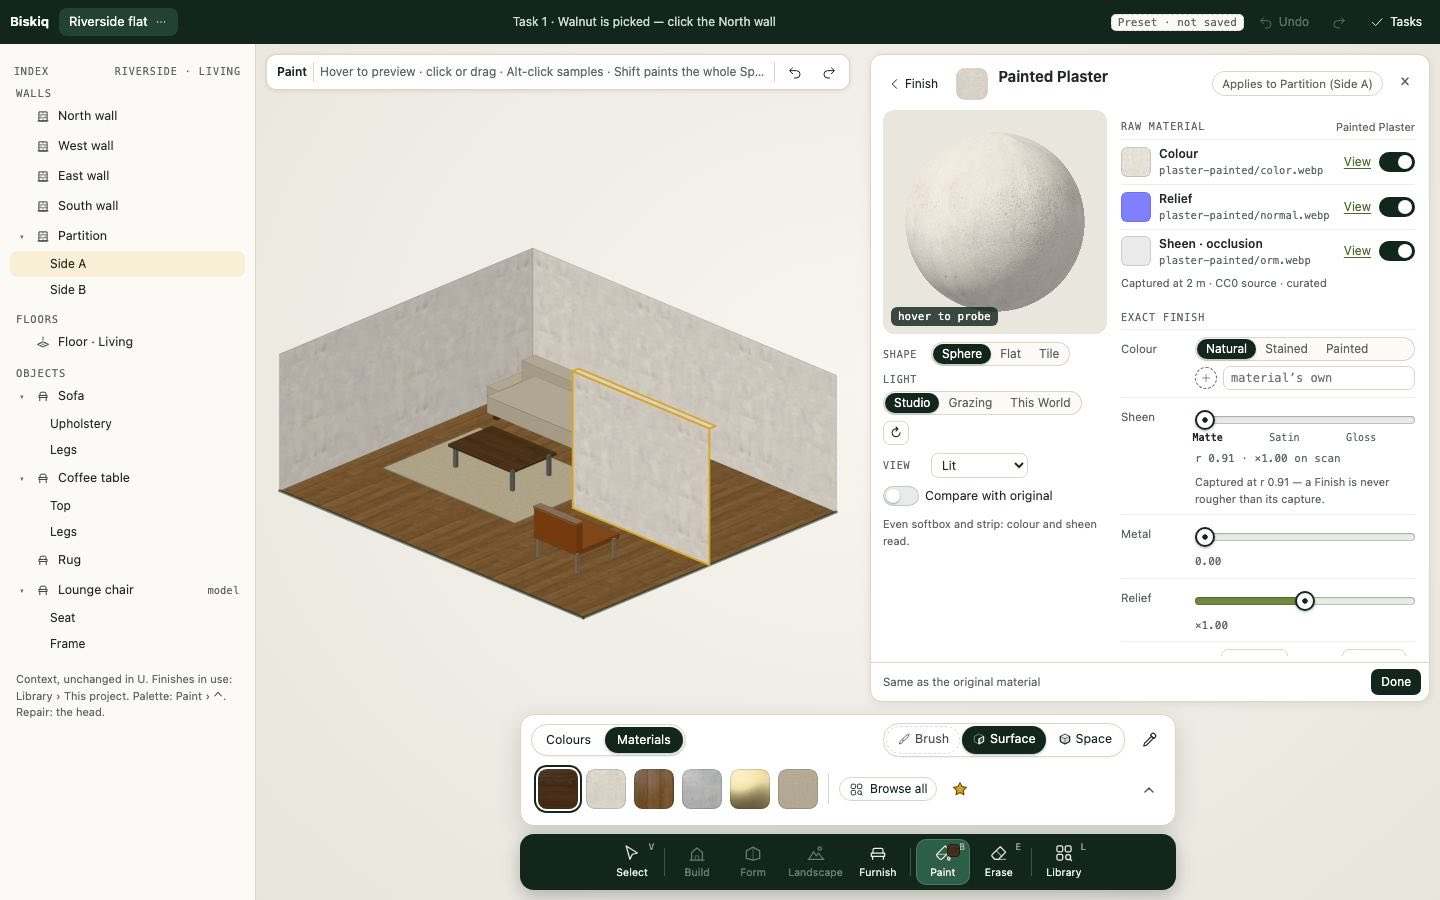 Biskiq
Riverside flat ···
Task 1 · Walnut is picked — click the North wall
Preset · not saved
Undo
Tasks
INDEX
RIVERSIDE · LIVING
WALLS
North wall
West wall
East wall
South wall
Partition
Side A
Side B
FLOORS
Floor · Living
OBJECTS
Sofa
Upholstery
Legs
Coffee table
Top
Legs
Rug
Lounge chair
model
Seat
Frame
Context, unchanged in U. Finishes in use:
Library › This project. Palette: Paint › ^.
Repair: the head.
Paint
Hover to preview · click or drag · Alt-click samples · Shift paints the whole Sp...
Finish
Painted Plaster
Applies to Partition (Side A)
×
hover to probe
SHAPE
Sphere
Flat
Tile
LIGHT
Studio
Grazing
This World
VIEW
Lit
Compare with original
Even softbox and strip: colour and sheen
read.
RAW MATERIAL
Painted Plaster
Colour
plaster-painted/color.webp
View
Relief
plaster-painted/normal.webp
View
Sheen · occlusion
plaster-painted/orm.webp
View
Captured at 2 m · CC0 source · curated
EXACT FINISH
Colour
Natural
Stained
Painted
material's own
Sheen
Matte
Satin
Gloss
r 0.91 · ×1.00 on scan
Captured at r 0.91 — a Finish is never
rougher than its capture.
Metal
0.00
Relief
×1.00
Same as the original material
Done
Colours
Materials
Brush
Surface
Space
Browse all
Select
V
Build
Form
Landscape
Furnish
Paint
B
Erase
E
Library
L